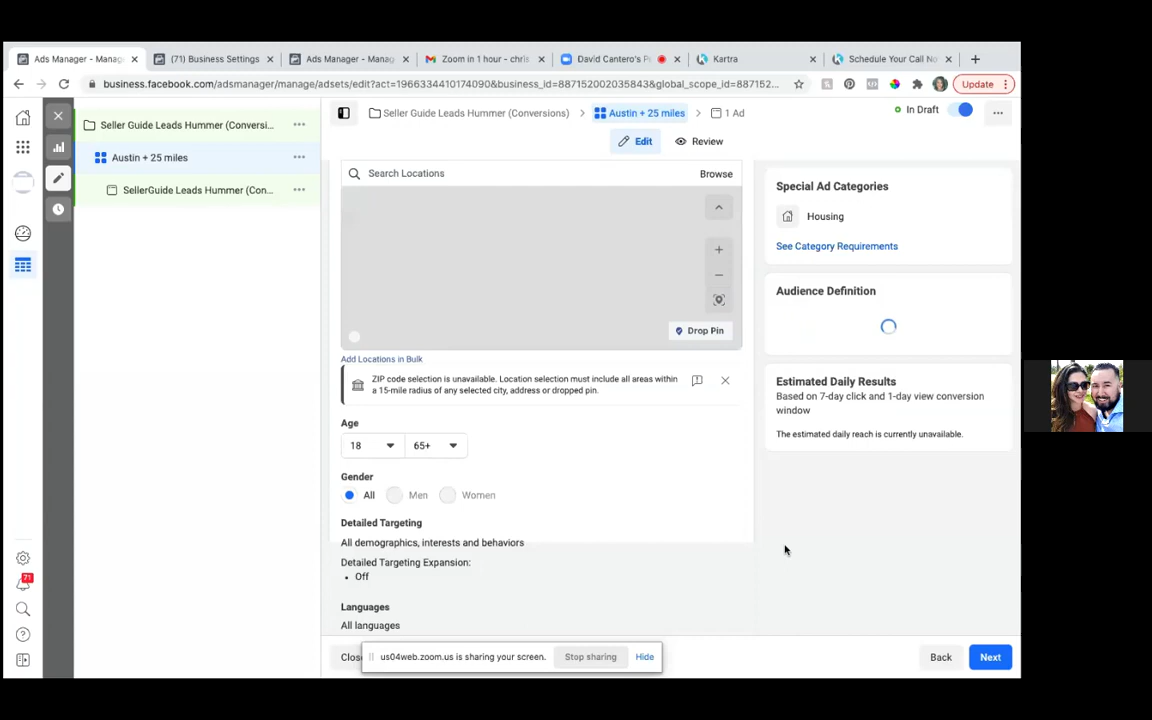 Ads Manager - Manag
(71) Business Settings
Ads Manager - Manag
Zoom in 1 hour - chris
David Cantero's P
Kartra
Schedule Your Call No
business.facebook.com/adsmanager/manage/adsets/edit?act=1966334410174090&business_id=887152002035843&global_scope_id=887152...
Update
Seller Guide Leads Hummer (Conversi...
Austin + 25 miles
SellerGuide Leads Hummer (Con...
Seller Guide Leads Hummer (Conversions)
Austin + 25 miles
1 Ad
In Draft
Edit
Review
Search Locations
Browse
Drop Pin
Add Locations in Bulk
ZIP code selection is unavailable. Location selection must include all areas within
a 15-mile radius of any selected city, address or dropped pin.
Age
18
65+
Gender
All
Men
Women
Detailed Targeting
All demographics, interests and behaviors
Detailed Targeting Expansion:
• Off
Languages
All languages
Special Ad Categories
Housing
See Category Requirements
Audience Definition
Estimated Daily Results
Based on 7-day click and 1-day view conversion
window
The estimated daily reach is currently unavailable.
71
Clos
us04web.zoom.us is sharing your screen.
Stop sharing
Hide
Back
Next